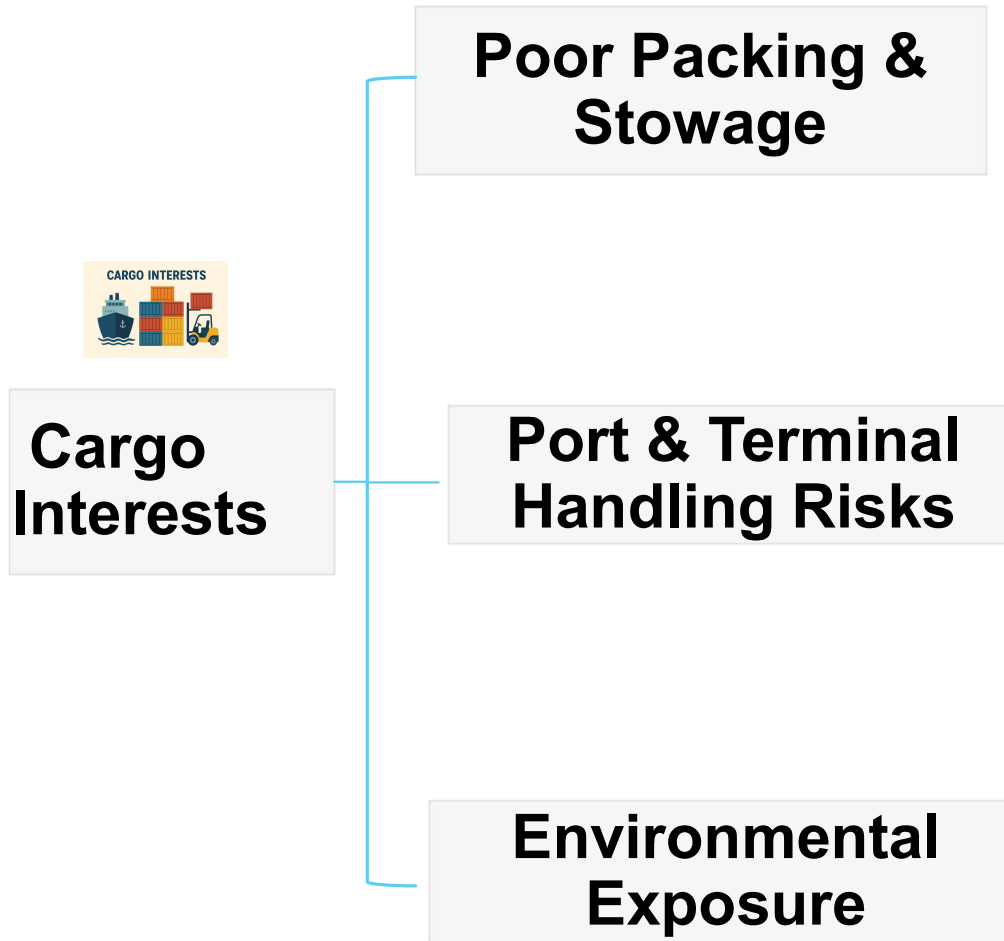 Poor Packing &
Stowage
CARGO INTERESTS
Cargo
Interests
Port & Terminal
Handling Risks
Environmental
Exposure